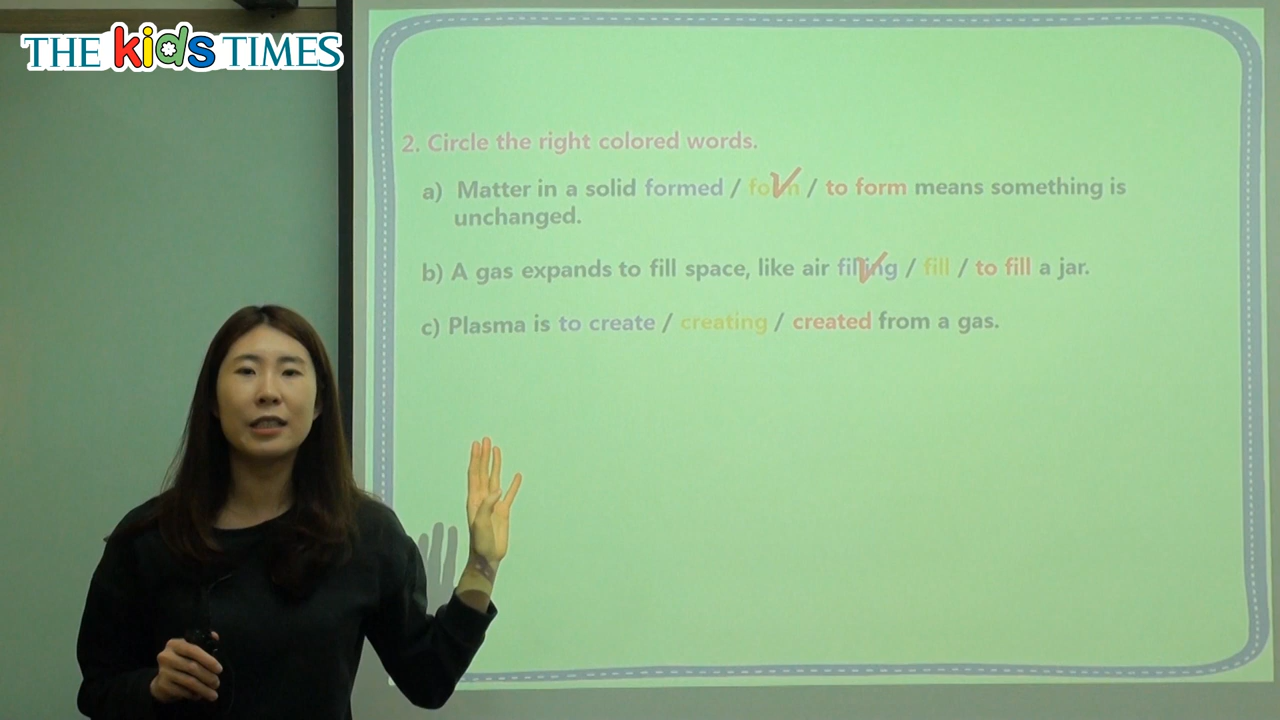 THE kids TIMES
2. Circle the right colored words.
a) Matter in a solid formed / form / to form means something is
unchanged.
b) A gas expands to fill space, like air filling / fill / to fill a jar.
c) Plasma is to create / creating / created from a gas.